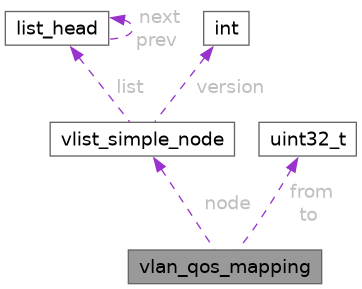 list_head
next
prev
int
list
version
vlist_simple_node
uint32_t
node
from
to
vlan_qos_mapping